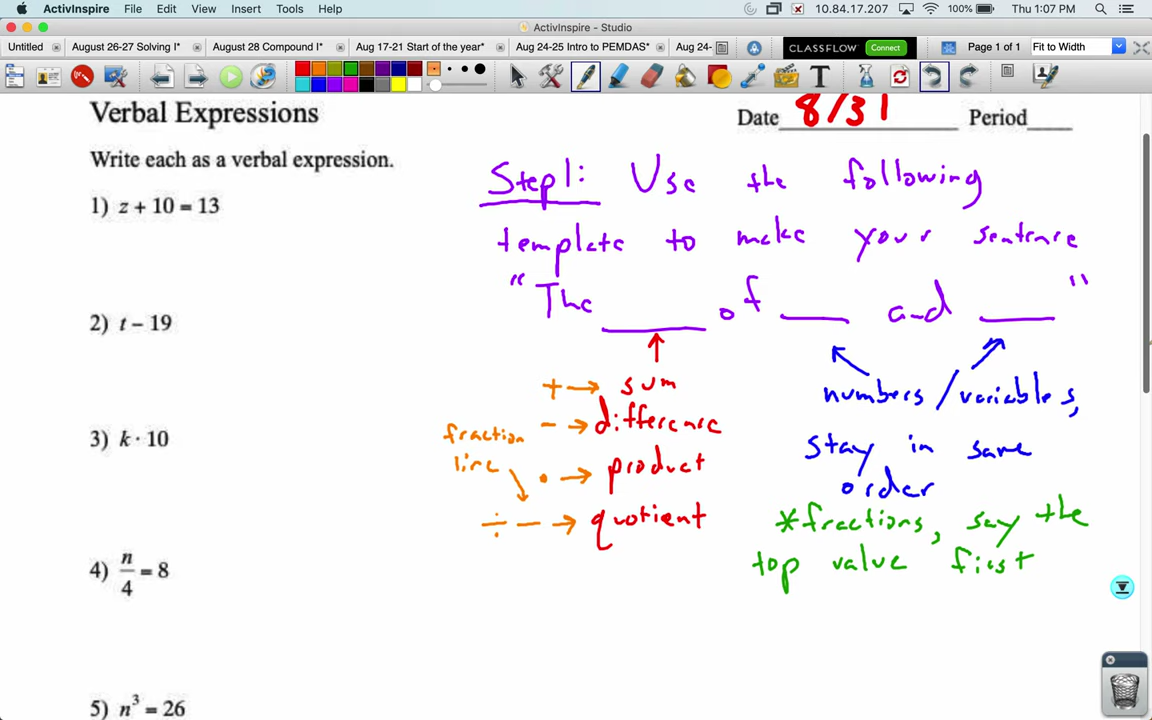 ActivInspire File Edit View Insert Tools Help 10.84.17.207 100% Thu 1:07 PM
ActivInspire - Studio
Untitled August 26-27 Solving I* August 28 Compound I* Aug 17-21 Start of the year* Aug 24-25 Intro to PEMDAS* Aug 24- CLASSFLOW Connect Page 1 of 1 Fit to Width
Verbal Expressions
Date 8/31 Period
Write each as a verbal expression.
1) z + 10 = 13
2) t – 19
3) k · 10
4) n/4 = 8
5) n³ = 26
Step 1: Use the following
template to make your sentence
"The ____ of ____ and ____"
+ → sum
- → difference
· → product
÷ – → quotient
fraction
line
numbers/variables,
stay in same
order
*fractions, say the
top value first